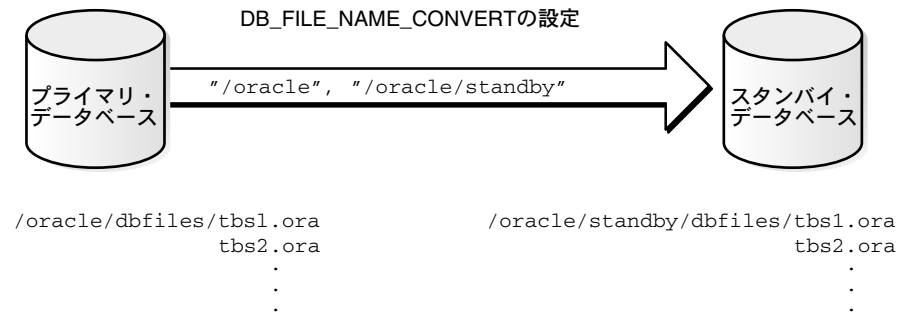 DB_FILE_NAME_CONVERTの設定
プライマリ・
データベース
"/oracle", "/oracle/standby"
スタンバイ・
データベース
/oracle/dbfiles/tbsl.ora
tbs2.ora
.
.
.
/oracle/standby/dbfiles/tbs1.ora
tbs2.ora
.
.
.